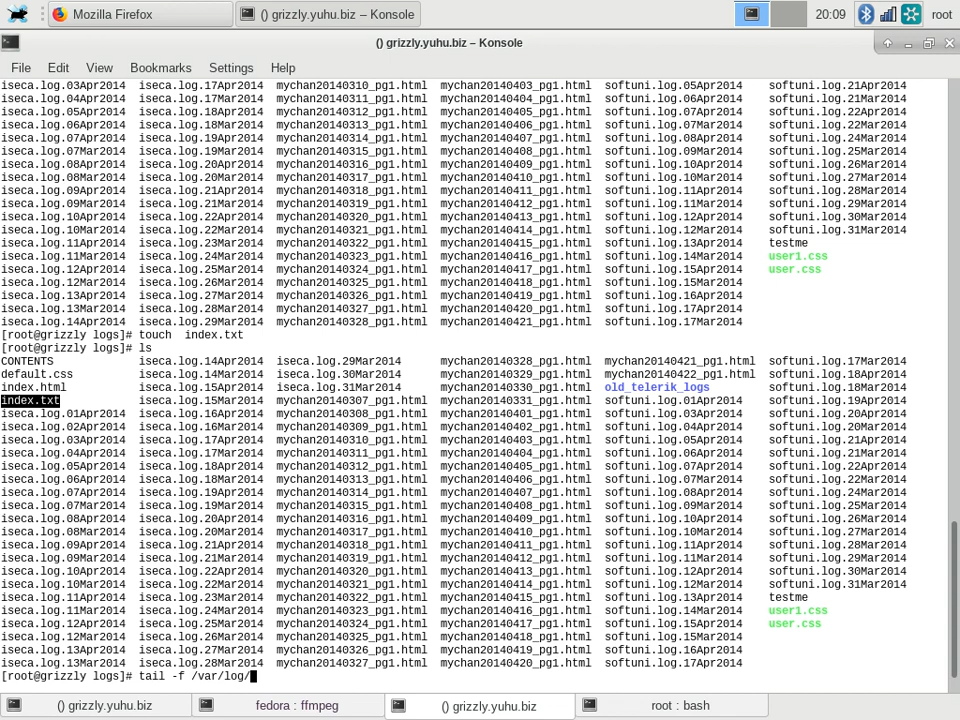 Mozilla Firefox
() grizzly.yuhu.biz – Konsole
20:09
root
() grizzly.yuhu.biz – Konsole
File Edit View Bookmarks Settings Help
iseca.log.03Apr2014 iseca.log.17Apr2014 mychan20140310_pg1.html mychan20140403_pg1.html softuni.log.05Apr2014 softuni.log.21Apr2014
iseca.log.04Apr2014 iseca.log.17Mar2014 mychan20140311_pg1.html mychan20140404_pg1.html softuni.log.06Apr2014 softuni.log.22Apr2014
iseca.log.05Apr2014 iseca.log.18Apr2014 mychan20140312_pg1.html mychan20140405_pg1.html softuni.log.07Apr2014 softuni.log.22Mar2014
iseca.log.06Apr2014 iseca.log.18Mar2014 mychan20140313_pg1.html mychan20140406_pg1.html softuni.log.07Mar2014 softuni.log.24Mar2014
iseca.log.07Apr2014 iseca.log.19Apr2014 mychan20140314_pg1.html mychan20140407_pg1.html softuni.log.08Apr2014 softuni.log.25Mar2014
iseca.log.07Mar2014 iseca.log.19Mar2014 mychan20140315_pg1.html mychan20140408_pg1.html softuni.log.09Mar2014 softuni.log.26Mar2014
iseca.log.08Apr2014 iseca.log.20Apr2014 mychan20140316_pg1.html mychan20140409_pg1.html softuni.log.10Apr2014 softuni.log.26Mar2014
iseca.log.08Mar2014 iseca.log.20Mar2014 mychan20140317_pg1.html mychan20140410_pg1.html softuni.log.10Mar2014 softuni.log.27Mar2014
iseca.log.09Apr2014 iseca.log.21Apr2014 mychan20140318_pg1.html mychan20140411_pg1.html softuni.log.11Apr2014 softuni.log.28Mar2014
iseca.log.09Mar2014 iseca.log.21Mar2014 mychan20140319_pg1.html mychan20140412_pg1.html softuni.log.11Mar2014 softuni.log.29Mar2014
iseca.log.10Apr2014 iseca.log.22Apr2014 mychan20140320_pg1.html mychan20140413_pg1.html softuni.log.12Apr2014 softuni.log.30Mar2014
iseca.log.10Mar2014 iseca.log.22Mar2014 mychan20140321_pg1.html mychan20140414_pg1.html softuni.log.12Mar2014 softuni.log.31Mar2014
iseca.log.11Apr2014 iseca.log.23Mar2014 mychan20140322_pg1.html mychan20140415_pg1.html softuni.log.13Apr2014 testme
iseca.log.11Mar2014 iseca.log.24Mar2014 mychan20140323_pg1.html mychan20140416_pg1.html softuni.log.14Mar2014 user1.css
iseca.log.12Apr2014 iseca.log.25Mar2014 mychan20140324_pg1.html mychan20140417_pg1.html softuni.log.15Apr2014 user.css
iseca.log.12Mar2014 iseca.log.26Mar2014 mychan20140325_pg1.html mychan20140418_pg1.html softuni.log.15Mar2014
iseca.log.13Apr2014 iseca.log.27Mar2014 mychan20140326_pg1.html mychan20140419_pg1.html softuni.log.16Apr2014
iseca.log.13Mar2014 iseca.log.28Mar2014 mychan20140327_pg1.html mychan20140420_pg1.html softuni.log.17Apr2014
iseca.log.14Apr2014 iseca.log.29Mar2014 mychan20140328_pg1.html mychan20140421_pg1.html softuni.log.17Mar2014
[root@grizzly logs]# touch  index.txt
[root@grizzly logs]# ls
CONTENTS iseca.log.14Apr2014 iseca.log.29Mar2014 mychan20140328_pg1.html mychan20140421_pg1.html softuni.log.17Mar2014
default.css iseca.log.14Mar2014 iseca.log.30Mar2014 mychan20140329_pg1.html mychan20140422_pg1.html softuni.log.18Apr2014
index.html iseca.log.15Apr2014 iseca.log.31Mar2014 mychan20140330_pg1.html old_telerik_logs softuni.log.18Mar2014
index.txt iseca.log.15Mar2014 mychan20140307_pg1.html mychan20140331_pg1.html softuni.log.01Apr2014 softuni.log.19Apr2014
iseca.log.01Apr2014 iseca.log.16Apr2014 mychan20140308_pg1.html mychan20140401_pg1.html softuni.log.03Apr2014 softuni.log.20Apr2014
iseca.log.02Apr2014 iseca.log.16Mar2014 mychan20140309_pg1.html mychan20140402_pg1.html softuni.log.04Apr2014 softuni.log.20Mar2014
iseca.log.03Apr2014 iseca.log.17Apr2014 mychan20140310_pg1.html mychan20140403_pg1.html softuni.log.05Apr2014 softuni.log.21Apr2014
iseca.log.04Apr2014 iseca.log.17Mar2014 mychan20140311_pg1.html mychan20140404_pg1.html softuni.log.06Apr2014 softuni.log.22Apr2014
iseca.log.05Apr2014 iseca.log.18Apr2014 mychan20140312_pg1.html mychan20140405_pg1.html softuni.log.07Apr2014 softuni.log.22Apr2014
iseca.log.06Apr2014 iseca.log.18Mar2014 mychan20140313_pg1.html mychan20140406_pg1.html softuni.log.07Mar2014 softuni.log.22Mar2014
iseca.log.07Apr2014 iseca.log.19Apr2014 mychan20140314_pg1.html mychan20140407_pg1.html softuni.log.08Apr2014 softuni.log.24Mar2014
iseca.log.07Mar2014 iseca.log.19Mar2014 mychan20140315_pg1.html mychan20140408_pg1.html softuni.log.09Mar2014 softuni.log.25Mar2014
iseca.log.08Apr2014 iseca.log.20Apr2014 mychan20140316_pg1.html mychan20140409_pg1.html softuni.log.10Apr2014 softuni.log.26Mar2014
iseca.log.08Mar2014 iseca.log.20Mar2014 mychan20140317_pg1.html mychan20140410_pg1.html softuni.log.10Mar2014 softuni.log.27Mar2014
iseca.log.09Apr2014 iseca.log.21Apr2014 mychan20140318_pg1.html mychan20140411_pg1.html softuni.log.11Apr2014 softuni.log.28Mar2014
iseca.log.09Mar2014 iseca.log.21Mar2014 mychan20140319_pg1.html mychan20140412_pg1.html softuni.log.11Mar2014 softuni.log.29Mar2014
iseca.log.10Apr2014 iseca.log.22Apr2014 mychan20140320_pg1.html mychan20140413_pg1.html softuni.log.12Apr2014 softuni.log.30Mar2014
iseca.log.10Mar2014 iseca.log.22Mar2014 mychan20140321_pg1.html mychan20140414_pg1.html softuni.log.12Mar2014 softuni.log.31Mar2014
iseca.log.11Apr2014 iseca.log.23Mar2014 mychan20140322_pg1.html mychan20140415_pg1.html softuni.log.13Apr2014 testme
iseca.log.11Mar2014 iseca.log.24Mar2014 mychan20140323_pg1.html mychan20140416_pg1.html softuni.log.14Mar2014 user1.css
iseca.log.12Apr2014 iseca.log.25Mar2014 mychan20140324_pg1.html mychan20140417_pg1.html softuni.log.15Apr2014 user.css
iseca.log.12Mar2014 iseca.log.26Mar2014 mychan20140325_pg1.html mychan20140418_pg1.html softuni.log.15Mar2014
iseca.log.13Apr2014 iseca.log.27Mar2014 mychan20140326_pg1.html mychan20140419_pg1.html softuni.log.16Apr2014
iseca.log.13Mar2014 iseca.log.28Mar2014 mychan20140327_pg1.html mychan20140420_pg1.html softuni.log.17Apr2014
[root@grizzly logs]# tail -f /var/log/
() grizzly.yuhu.biz
fedora : ffmpeg
() grizzly.yuhu.biz
root : bash